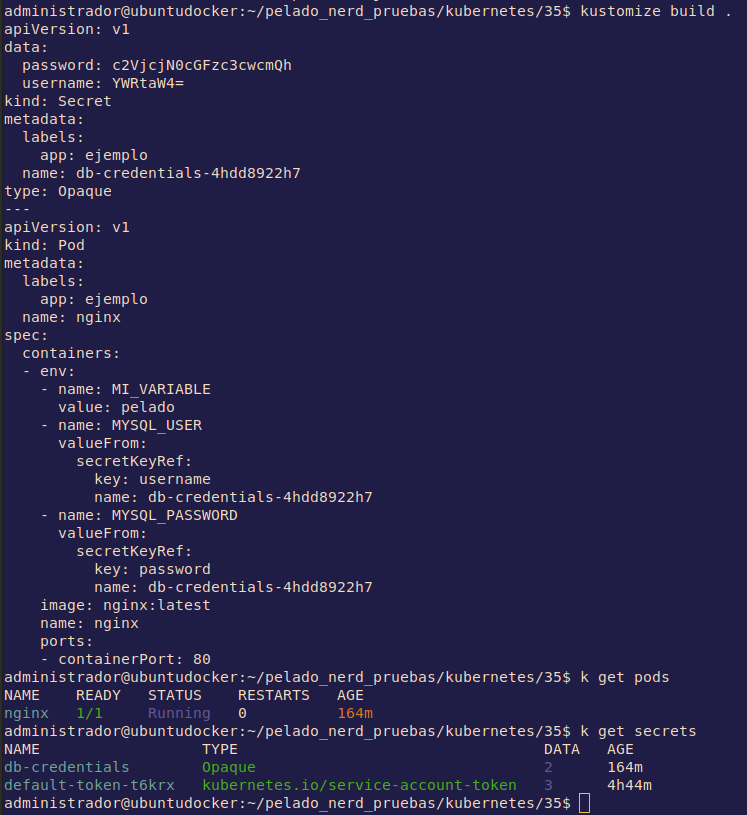 administrador@ubuntudocker:~/pelado_nerd_pruebas/kubernetes/35$ kustomize build .
apiVersion: v1
data:
  password: c2VjcjN0cGFzc3cwcmQh
  username: YWRtaW4=
kind: Secret
metadata:
  labels:
    app: ejemplo
  name: db-credentials-4hdd8922h7
type: Opaque
---
apiVersion: v1
kind: Pod
metadata:
  labels:
    app: ejemplo
  name: nginx
spec:
  containers:
  - env:
    - name: MI_VARIABLE
      value: pelado
    - name: MYSQL_USER
      valueFrom:
        secretKeyRef:
          key: username
          name: db-credentials-4hdd8922h7
    - name: MYSQL_PASSWORD
      valueFrom:
        secretKeyRef:
          key: password
          name: db-credentials-4hdd8922h7
    image: nginx:latest
    name: nginx
    ports:
    - containerPort: 80
administrador@ubuntudocker:~/pelado_nerd_pruebas/kubernetes/35$ k get pods
NAME    READY   STATUS    RESTARTS   AGE
nginx   1/1     Running   0          164m
administrador@ubuntudocker:~/pelado_nerd_pruebas/kubernetes/35$ k get secrets
NAME                  TYPE                                  DATA   AGE
db-credentials        Opaque                                2      164m
default-token-t6krx   kubernetes.io/service-account-token   3      4h44m
administrador@ubuntudocker:~/pelado_nerd_pruebas/kubernetes/35$